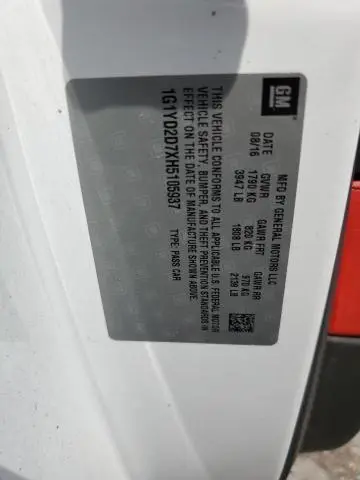 GM
MFD BY GENERAL MOTORS LLC
DATE GVWR GAWR FRT GAWR RR
08/16 1790 KG 820 KG 970 KG
3947 LB 1808 LB 2139 LB
THIS VEHICLE CONFORMS TO ALL APPLICABLE U.S. FEDERAL MOTOR
VEHICLE SAFETY, BUMPER, AND THEFT PREVENTION STANDARDS IN
EFFECT ON THE DATE OF MANUFACTURE SHOWN ABOVE.
1G1YD2D7XH5105937 TYPE: PASS CAR